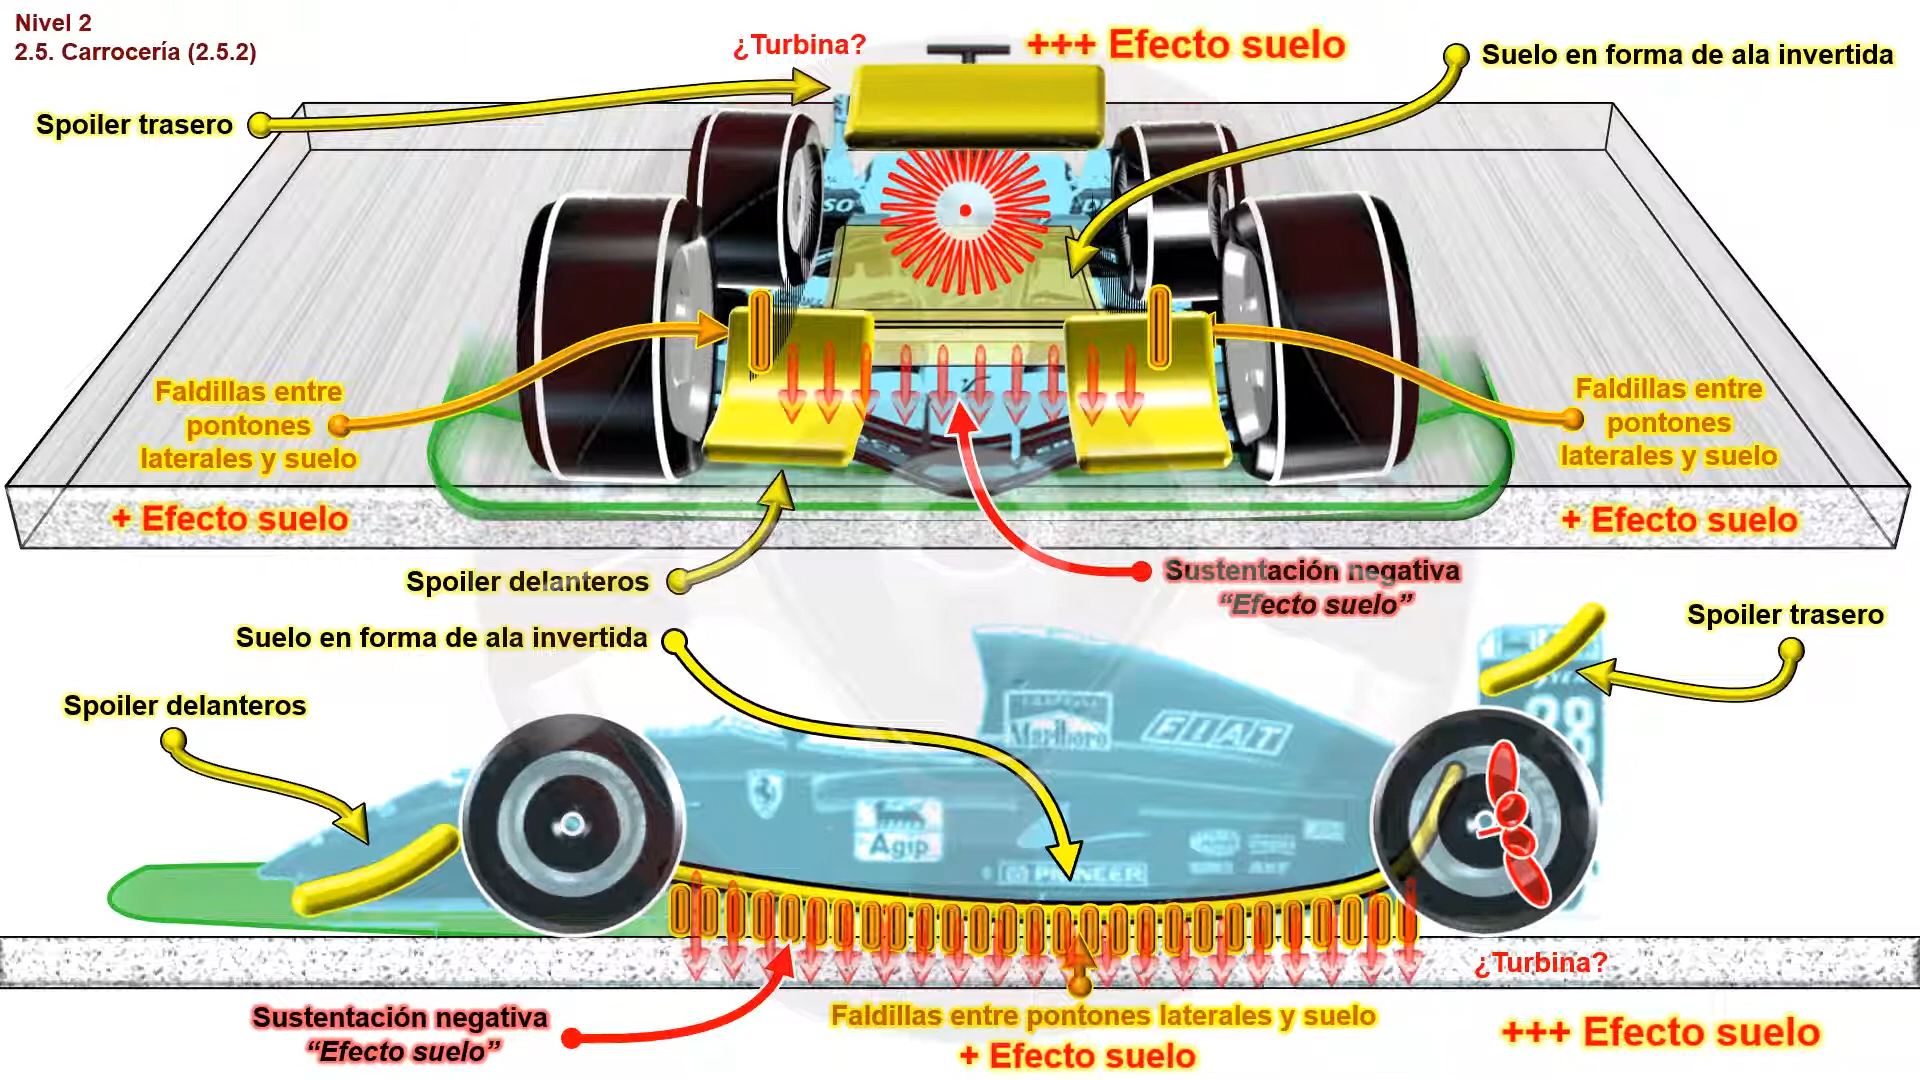 Nivel 2
2.5. Carrocería (2.5.2)
¿Turbina?
+++ Efecto suelo
Suelo en forma de ala invertida
Spoiler trasero
SO
Faldillas entre
pontones
laterales y suelo
+ Efecto suelo
Faldillas entre
pontones
laterales y suelo
+ Efecto suelo
Spoiler delanteros
Sustentación negativa
“Efecto suelo”
Suelo en forma de ala invertida
Spoiler trasero
Spoiler delanteros
Marlboro
FIAT
28
Agip
PIONEER
¿Turbina?
Sustentación negativa
“Efecto suelo”
Faldillas entre pontones laterales y suelo
+ Efecto suelo
+++ Efecto suelo